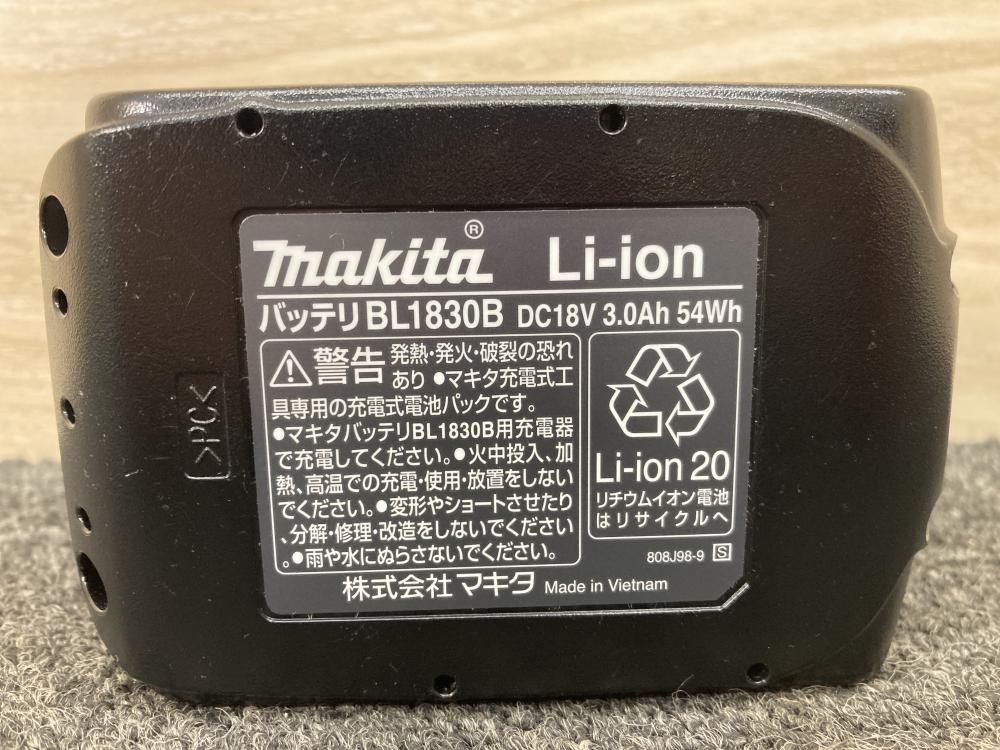 makita® Li-ion
バッテリBL1830B DC18V 3.0Ah 54Wh
警告 発熱・発火・破裂の恐れ
あり ●マキタ充電式工
具専用の充電式電池パックです。
●マキタバッテリBL1830B用充電器
で充電してください。●火中投入、加
熱、高温での充電・使用・放置をしない
でください。●変形やショートさせたり
、分解・修理・改造をしないでください
。●雨や水にぬらさないでください。
Li-ion 20
リチウムイオン電池
はリサイクルへ
808J98-9 S
株式会社 マキタ Made in Vietnam
>PC<